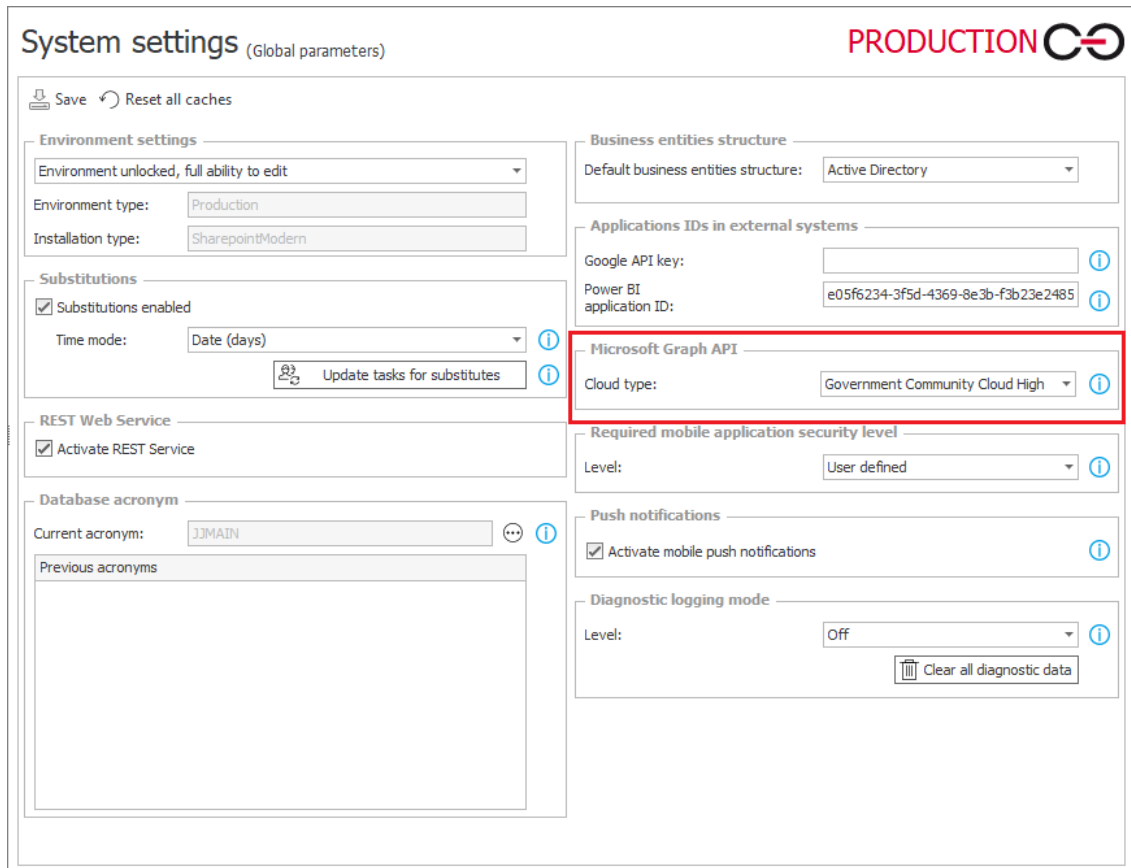 System settings (Global parameters)
PRODUCTION
Save Reset all caches
Environment settings
Environment unlocked, full ability to edit
Environment type: Production
Installation type: SharepointModern
Substitutions
Substitutions enabled
Time mode: Date (days)
Update tasks for substitutes
REST Web Service
Activate REST Service
Database acronym
Current acronym: JJMAIN
Previous acronyms
Business entities structure
Default business entities structure: Active Directory
Applications IDs in external systems
Google API key:
Power BI
application ID: e05f6234-3f5d-4369-8e3b-f3b23e2485
Microsoft Graph API
Cloud type: Government Community Cloud High
Required mobile application security level
Level: User defined
Push notifications
Activate mobile push notifications
Diagnostic logging mode
Level: Off
Clear all diagnostic data